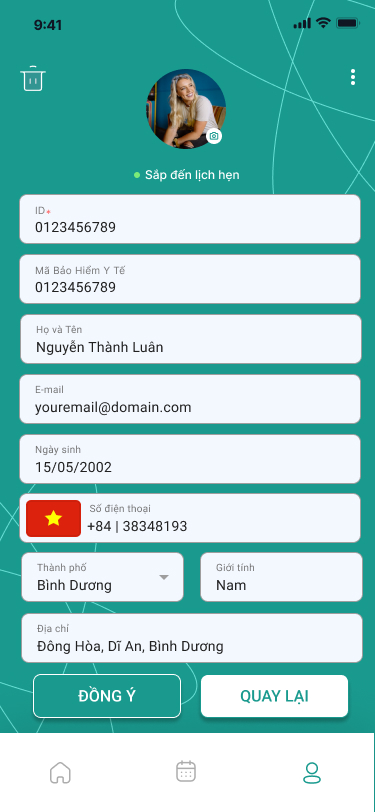 9:41
Sắp đến lịch hẹn
ID*
0123456789
Mã Bảo Hiểm Y Tế
0123456789
Họ và Tên
Nguyễn Thành Luân
E-mail
youremail@domain.com
Ngày sinh
15/05/2002
Số điện thoại
+84 | 38348193
Thành phố
Bình Dương
Giới tính
Nam
Địa chỉ
Đông Hòa, Dĩ An, Bình Dương
ĐỒNG Ý
QUAY LẠI